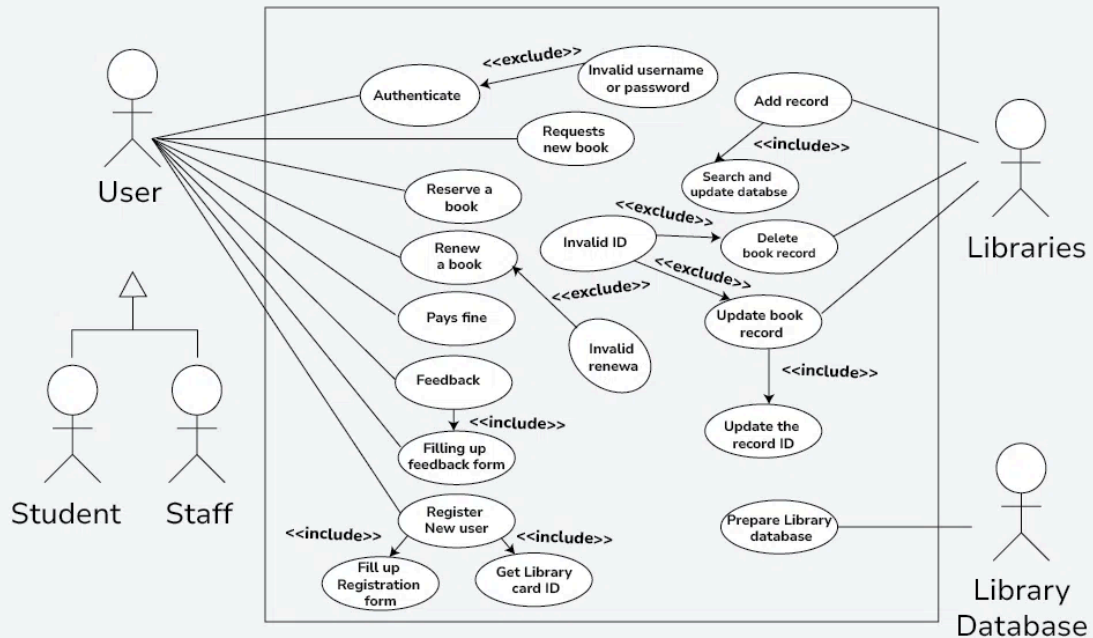 <<exclude>>
Invalid username
or password
Authenticate
Add record
Requests
new book
<<include>>
User
Search and
update databse
Reserve a
book
<<exclude>>
Invalid ID
Delete
book record
Libraries
Renew
a book
<<exclude>>
<<exclude>>
Pays fine
Update book
record
Invalid
renewa
Feedback
<<include>>
<<include>>
Update the
record ID
Filling up
feedback form
Student
Staff
Register
New user
Prepare Library
database
<<include>>
<<include>>
Fill up
Registration
form
Get Library
card ID
Library
Database